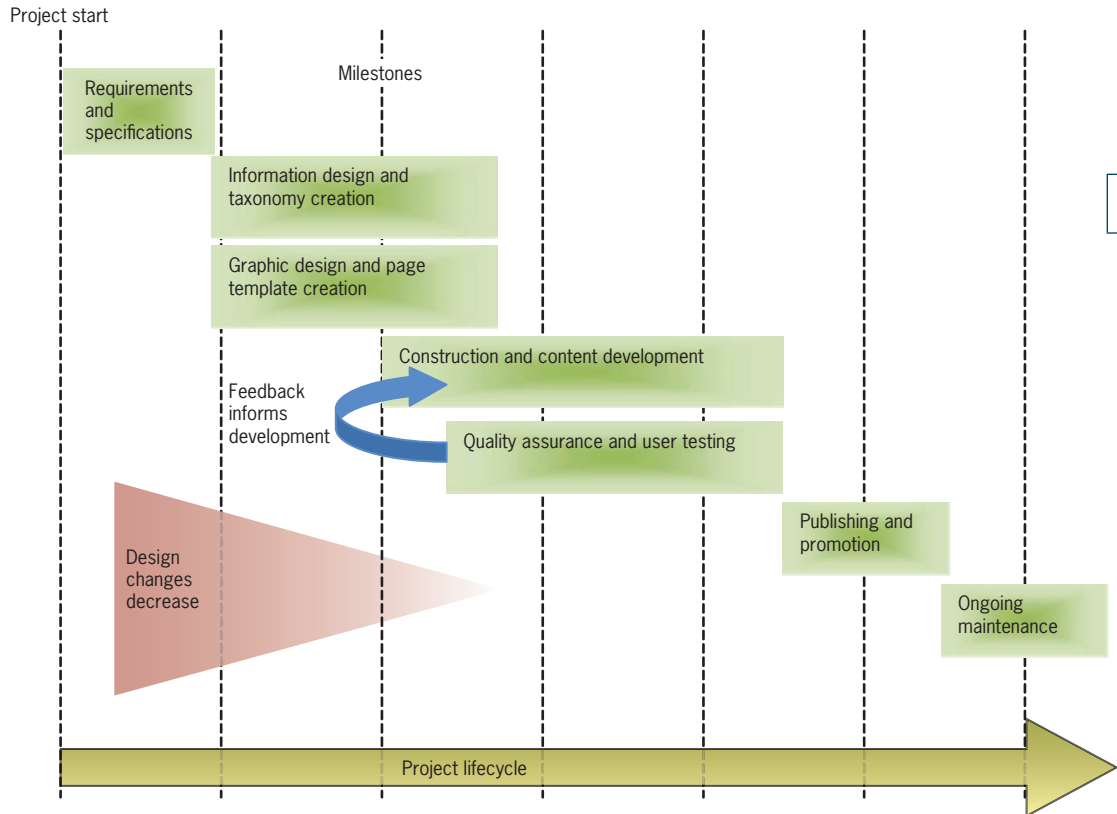 Project start
Milestones
Requirements
and
specifications
Information design and
taxonomy creation
Graphic design and page
template creation
Construction and content development
Feedback
informs
development
Quality assurance and user testing
Publishing and
promotion
Design
changes
decrease
Ongoing
maintenance
Project lifecycle